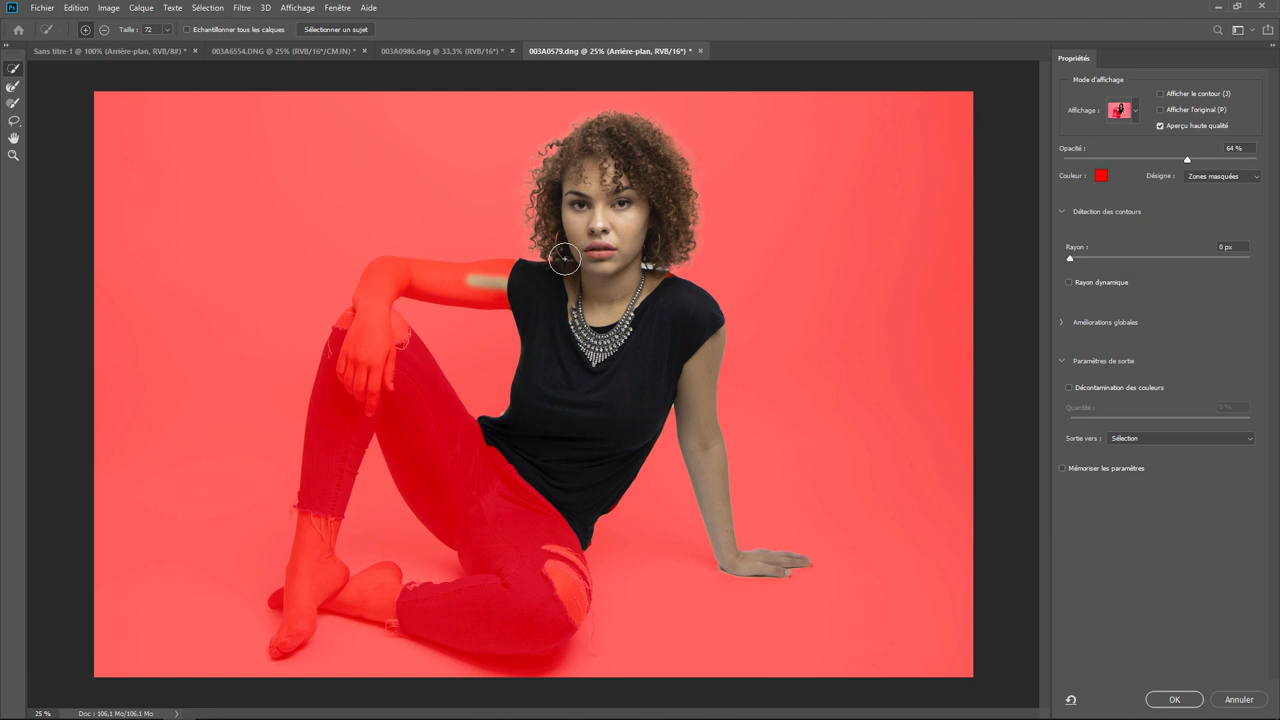 Ps Fichier Edition Image Calque Texte Sélection Filtre 3D Affichage Fenêtre Aide
Taille : 72 Echantillonner tous les calques Sélectionner un sujet
Sans titre-1 @ 100% (Arrière-plan, RVB/8#) * × 003A6554.DNG @ 25% (RVB/16*/CM.IN) * × 003A0986.dng @ 33,3% (RVB/16*) * × 003A0579.dng @ 25% (Arrière-plan, RVB/16*) * ×
Propriétés
Mode d'affichage
Afficher le contour (J)
Affichage : Afficher l'original (P)
Aperçu haute qualité
Opacité : 64 %
Couleur : Désigne : Zones masquées
Détection des contours
Rayon : 0 px
Rayon dynamique
Améliorations globales
Paramètres de sortie
Décontamination des couleurs
Quantité : 0 %
Sortie vers : Sélection
Mémoriser les paramètres
OK Annuler
25 % Doc : 106,1 Mo/106,1 Mo